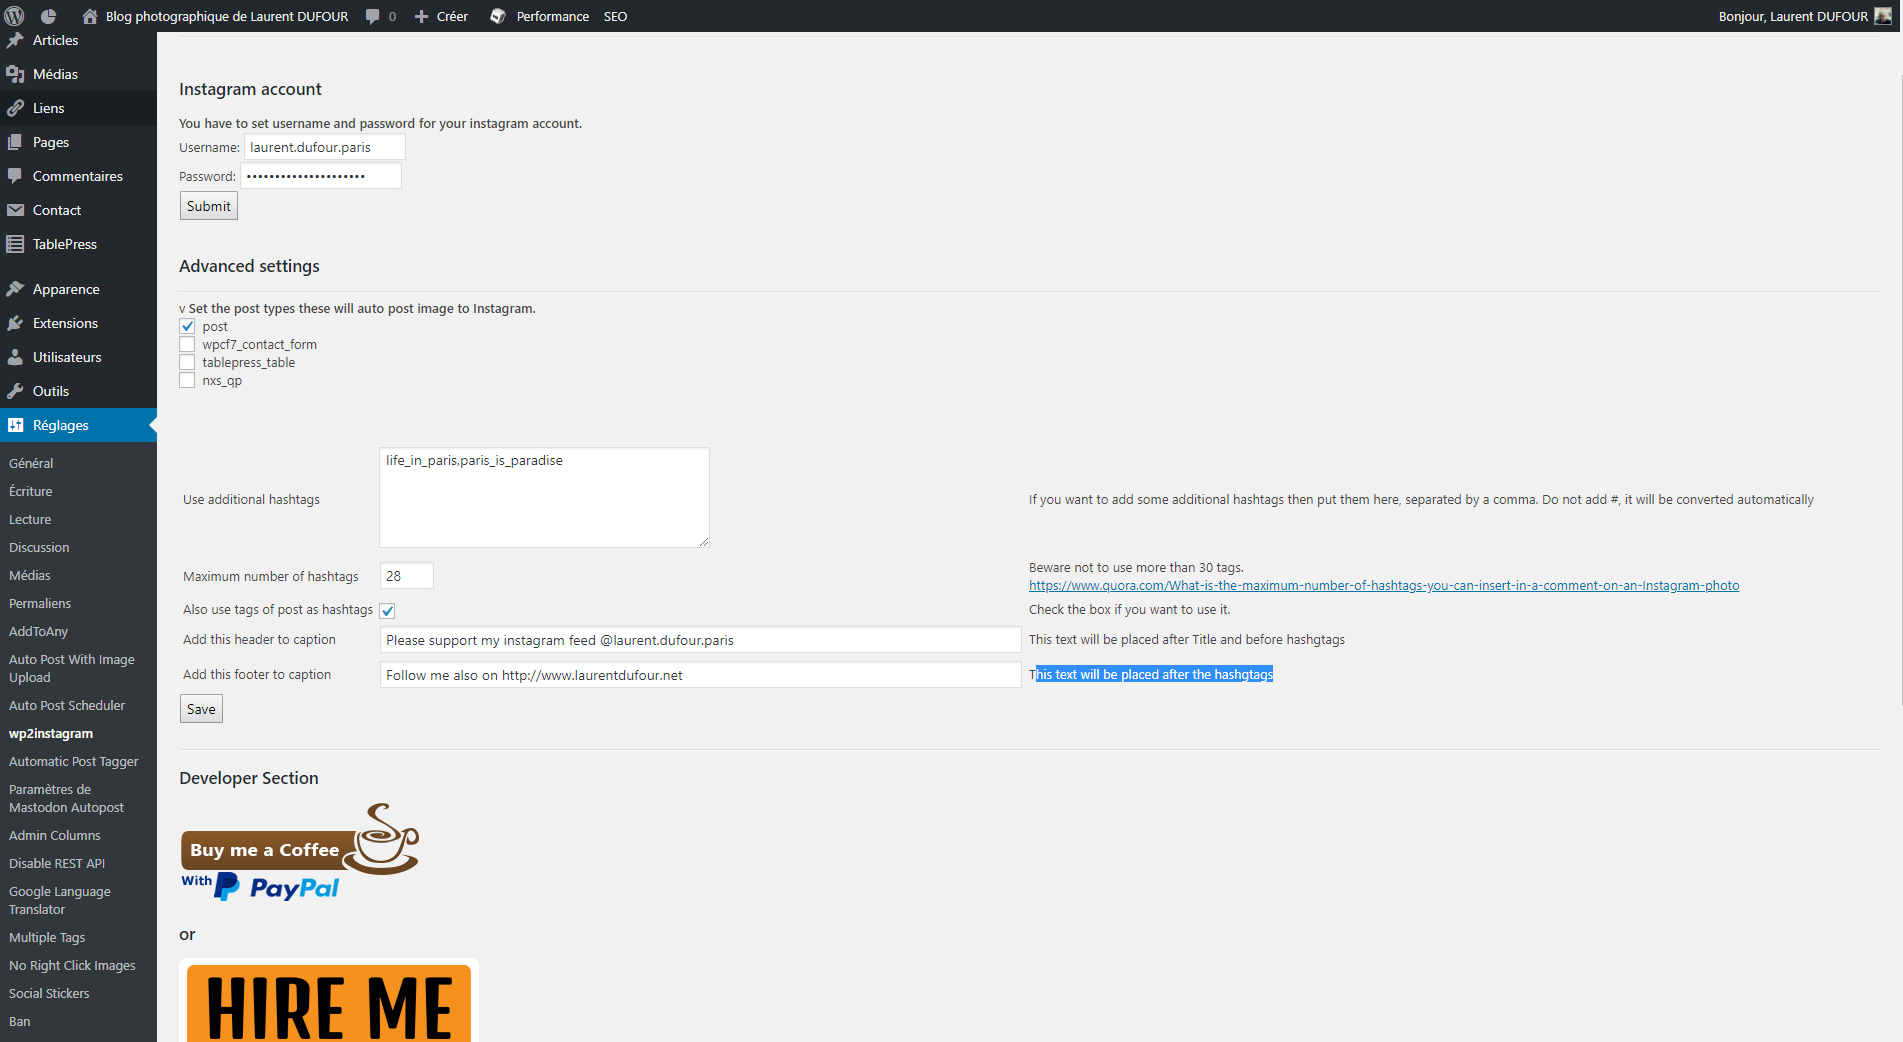 Blog photographique de Laurent DUFOUR 0 Créer Performance SEO Bonjour, Laurent DUFOUR
Articles
Médias
Liens
Pages
Commentaires
Contact
TablePress
Apparence
Extensions
Utilisateurs
Outils
Réglages
Général
Écriture
Lecture
Discussion
Médias
Permaliens
AddToAny
Auto Post With Image
Upload
Auto Post Scheduler
wp2instagram
Automatic Post Tagger
Paramètres de
Mastodon Autopost
Admin Columns
Disable REST API
Google Language
Translator
Multiple Tags
No Right Click Images
Social Stickers
Ban
Instagram account
You have to set username and password for your instagram account.
Username: laurent.dufour.paris
Password: •••••••••••••••••••••
Submit
Advanced settings
v Set the post types these will auto post image to Instagram.
post
wpcf7_contact_form
tablepress_table
nxs_qp
life_in_paris,paris_is_paradise
Use additional hashtags If you want to add some additional hashtags then put them here, separated by a comma. Do not add #, it will be converted automatically
Maximum number of hashtags 28 Beware not to use more than 30 tags.
https://www.quora.com/What-is-the-maximum-number-of-hashtags-you-can-insert-in-a-comment-on-an-Instagram-photo
Also use tags of post as hashtags Check the box if you want to use it.
Add this header to caption Please support my instagram feed @laurent.dufour.paris This text will be placed after Title and before hashgtags
Add this footer to caption Follow me also on http://www.laurentdufour.net This text will be placed after the hashgtags
Save
Developer Section
Buy me a Coffee
With PayPal
or
HIRE ME